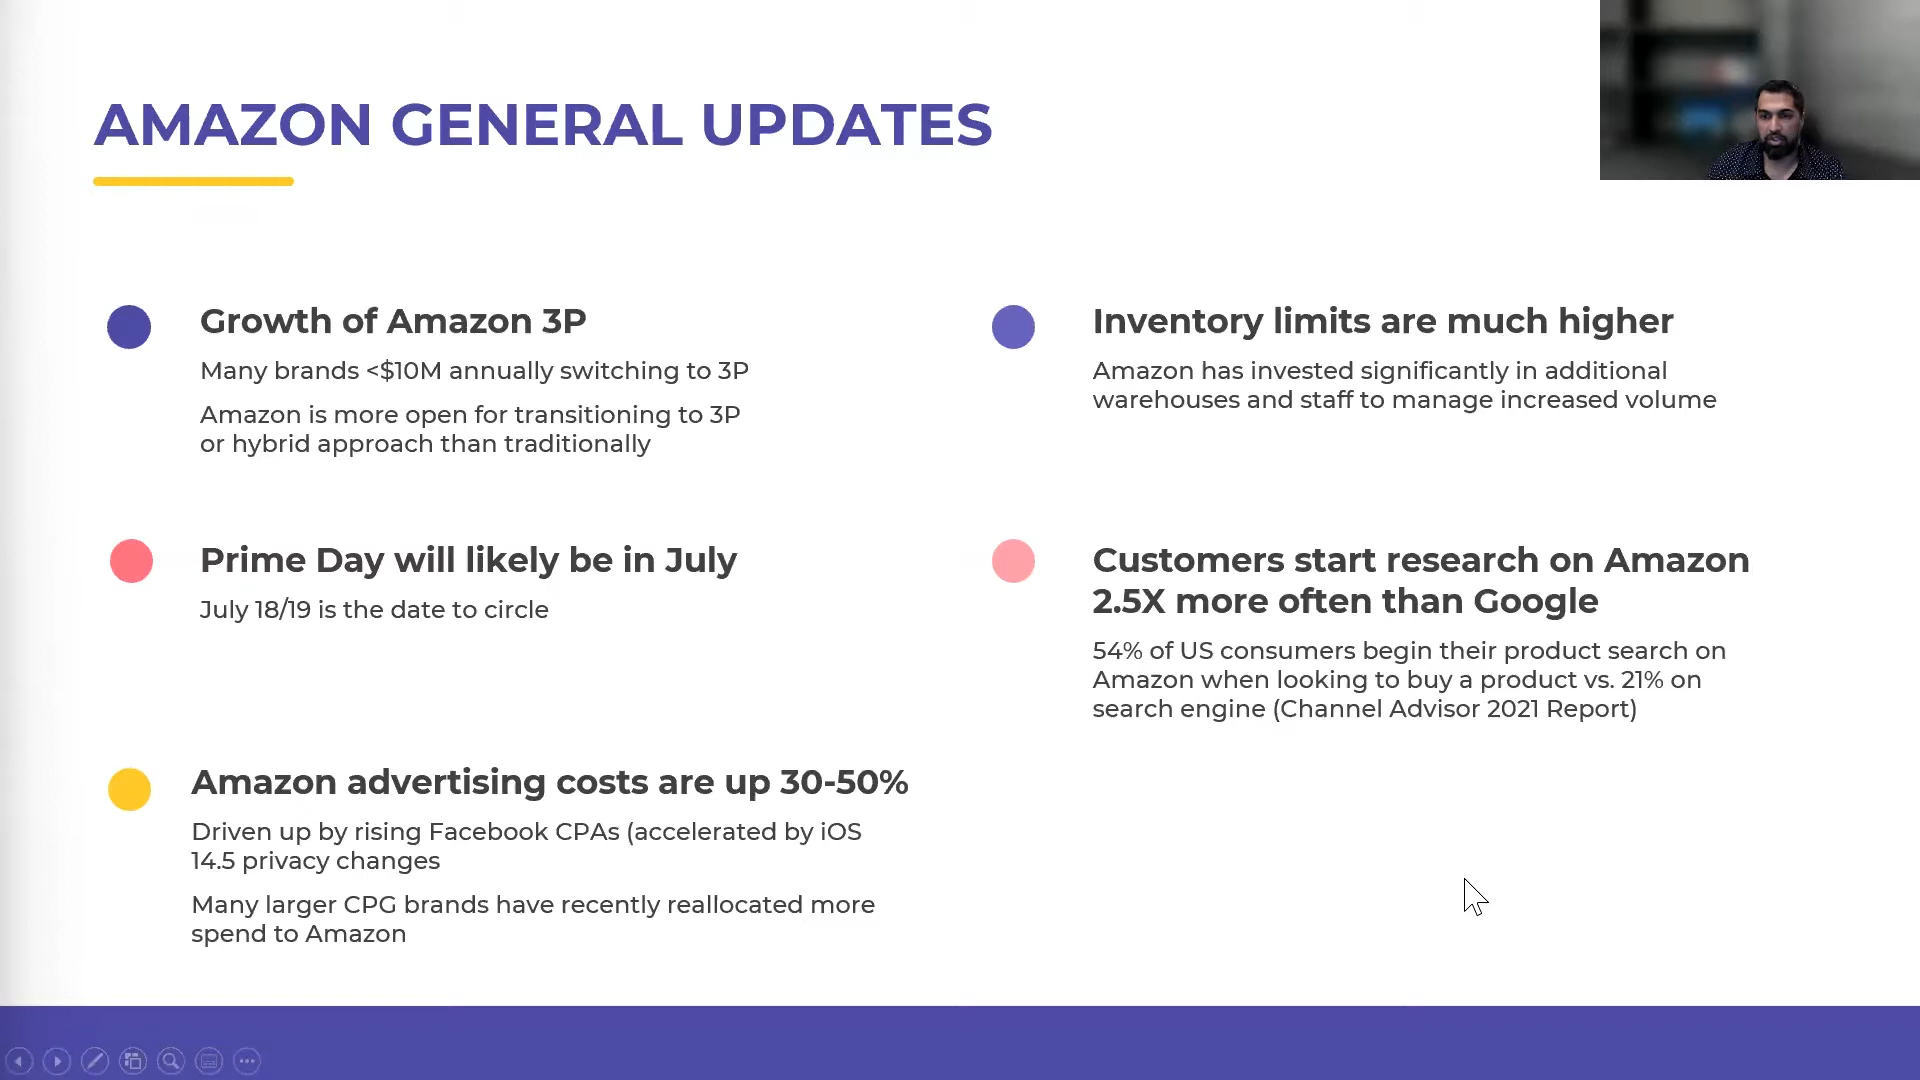 AMAZON GENERAL UPDATES
Growth of Amazon 3P
Many brands <$10M annually switching to 3P
Amazon is more open for transitioning to 3P
or hybrid approach than traditionally
Prime Day will likely be in July
July 18/19 is the date to circle
Amazon advertising costs are up 30-50%
Driven up by rising Facebook CPAs (accelerated by iOS
14.5 privacy changes
Many larger CPG brands have recently reallocated more
spend to Amazon
Inventory limits are much higher
Amazon has invested significantly in additional
warehouses and staff to manage increased volume
Customers start research on Amazon
2.5X more often than Google
54% of US consumers begin their product search on
Amazon when looking to buy a product vs. 21% on
search engine (Channel Advisor 2021 Report)